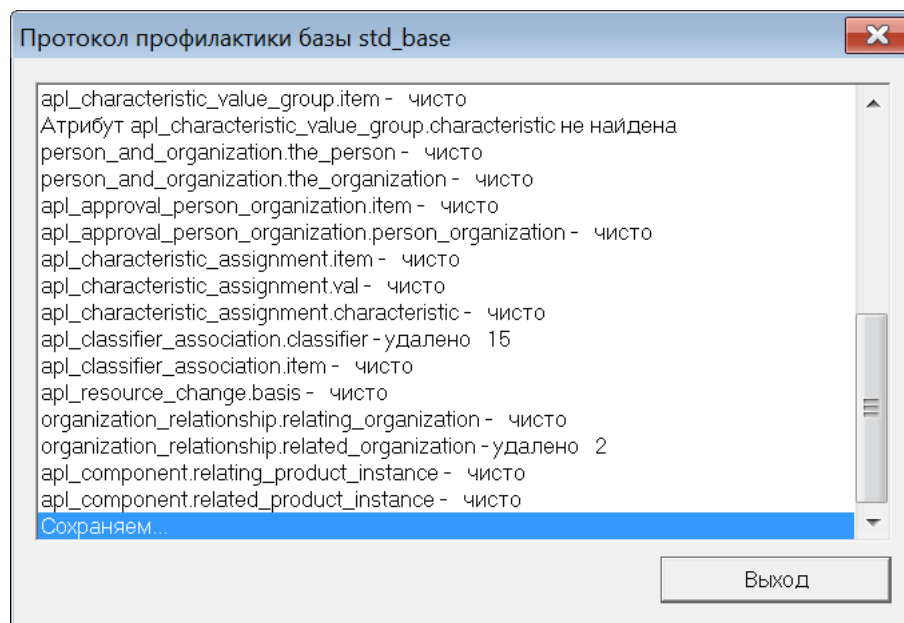 Протокол профилактики базы std_base
apl_characteristic_value_group.item - чисто
Атрибут apl_characteristic_value_group.characteristic не найдена
person_and_organization.the_person - чисто
person_and_organization.the_organization - чисто
apl_approval_person_organization.item - чисто
apl_approval_person_organization.person_organization - чисто
apl_characteristic_assignment.item - чисто
apl_characteristic_assignment.val - чисто
apl_characteristic_assignment.characteristic - чисто
apl_classifier_association.classifier - удалено 15
apl_classifier_association.item - чисто
apl_resource_change.basis - чисто
organization_relationship.relating_organization - чисто
organization_relationship.related_organization - удалено 2
apl_component.relating_product_instance - чисто
apl_component.related_product_instance - чисто
Сохраняем...
Выход